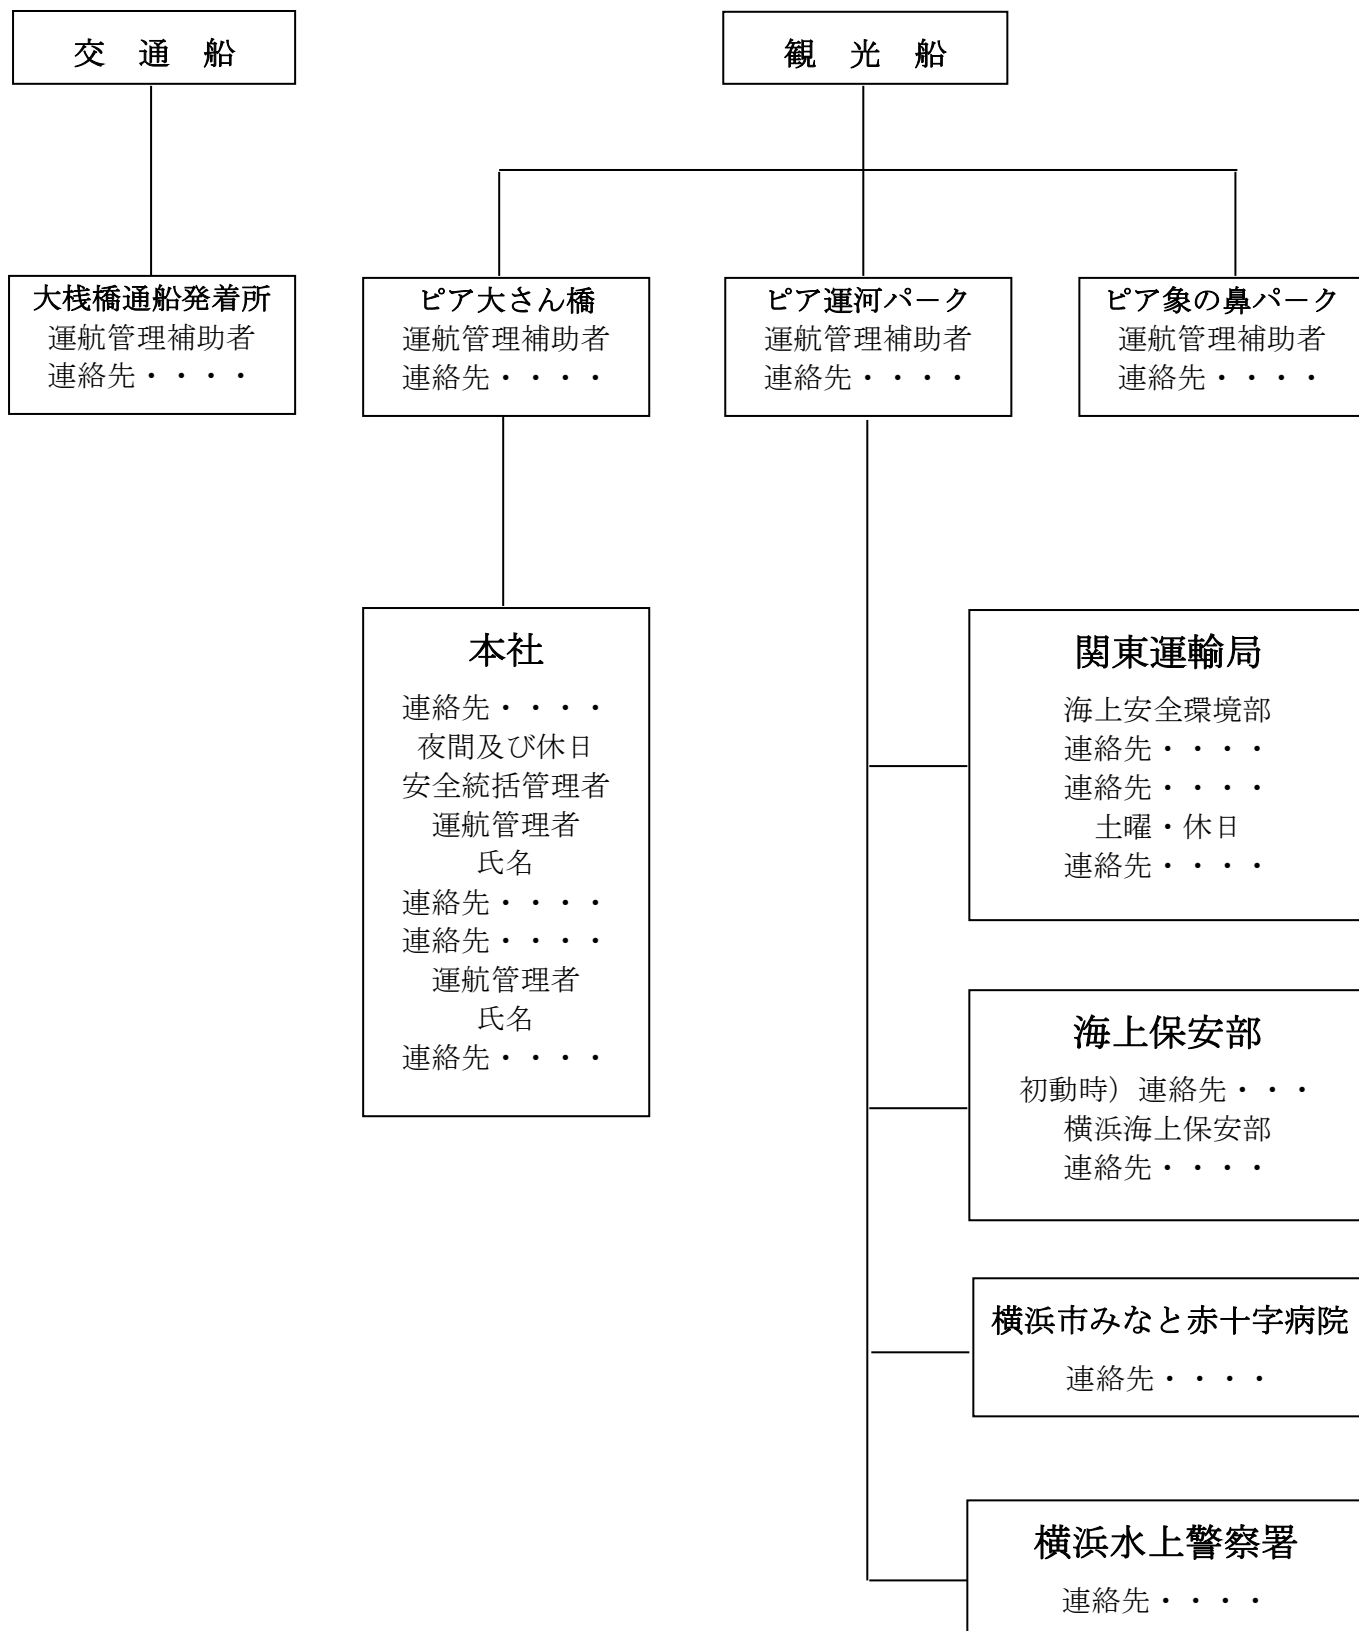 交　通　船
観　光　船
大桟橋通船発着所
運航管理補助者
連絡先・・・・
ピア大さん橋
運航管理補助者
連絡先・・・・
ピア運河パーク
運航管理補助者
連絡先・・・・
ピア象の鼻パーク
運航管理補助者
連絡先・・・・
本社
連絡先・・・・
夜間及び休日
安全統括管理者
運航管理者
氏名
連絡先・・・・
連絡先・・・・
運航管理者
氏名
連絡先・・・・
関東運輸局
海上安全環境部
連絡先・・・・
連絡先・・・・
土曜・休日
連絡先・・・・
海上保安部
初動時）連絡先・・・
横浜海上保安部
連絡先・・・・
横浜市みなと赤十字病院
連絡先・・・・
横浜水上警察署
連絡先・・・・